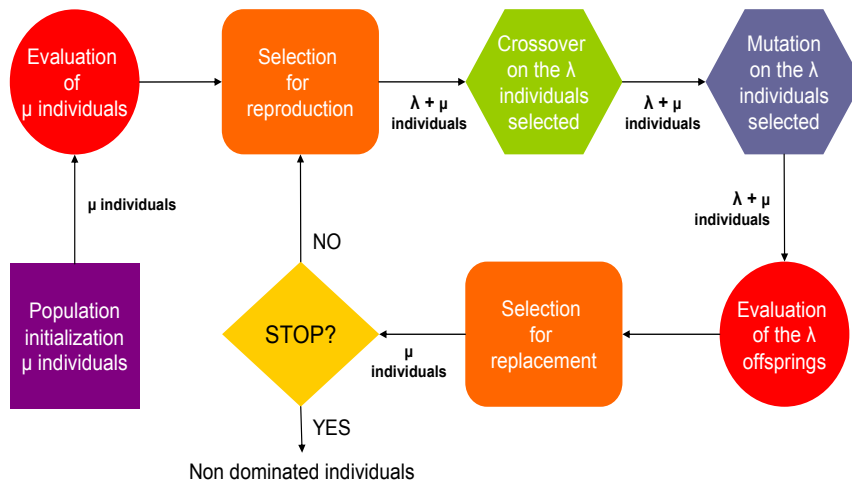 Evaluation
of
μ individuals
Selection
for
reproduction
λ + μ
individuals
Crossover
on the λ
individuals
selected
λ + μ
individuals
Mutation
on the λ
individuals
selected
μ individuals
λ + μ
individuals
NO
Population
initialization
μ individuals
STOP?
μ
individuals
Selection
for
replacement
Evaluation
of the λ
offsprings
YES
Non dominated individuals